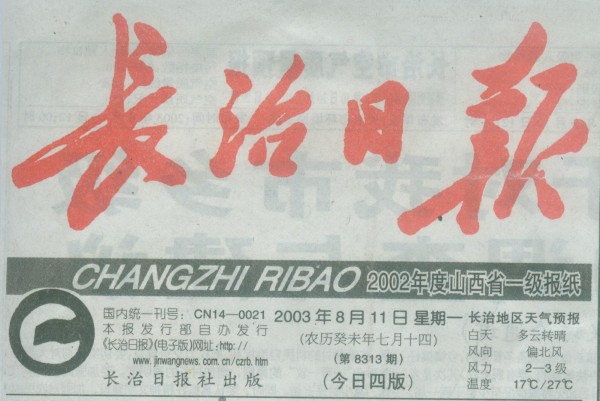 长治日报
CHANGZHI RIBAO 2002年度山西省一级报纸
国内统一刊号：CN14—0021
本报发行部自办发行
《长治日报》(电子版)网址：http://
www.jinwangnews.com.cn/czrb.htm
长治日报社出版
2003年8月11日 星期一
(农历癸未年七月十四)
(第8313期)
(今日四版)
长治地区天气预报
白天 多云转晴
风向 偏北风
风力 2—3级
温度 17℃/27℃